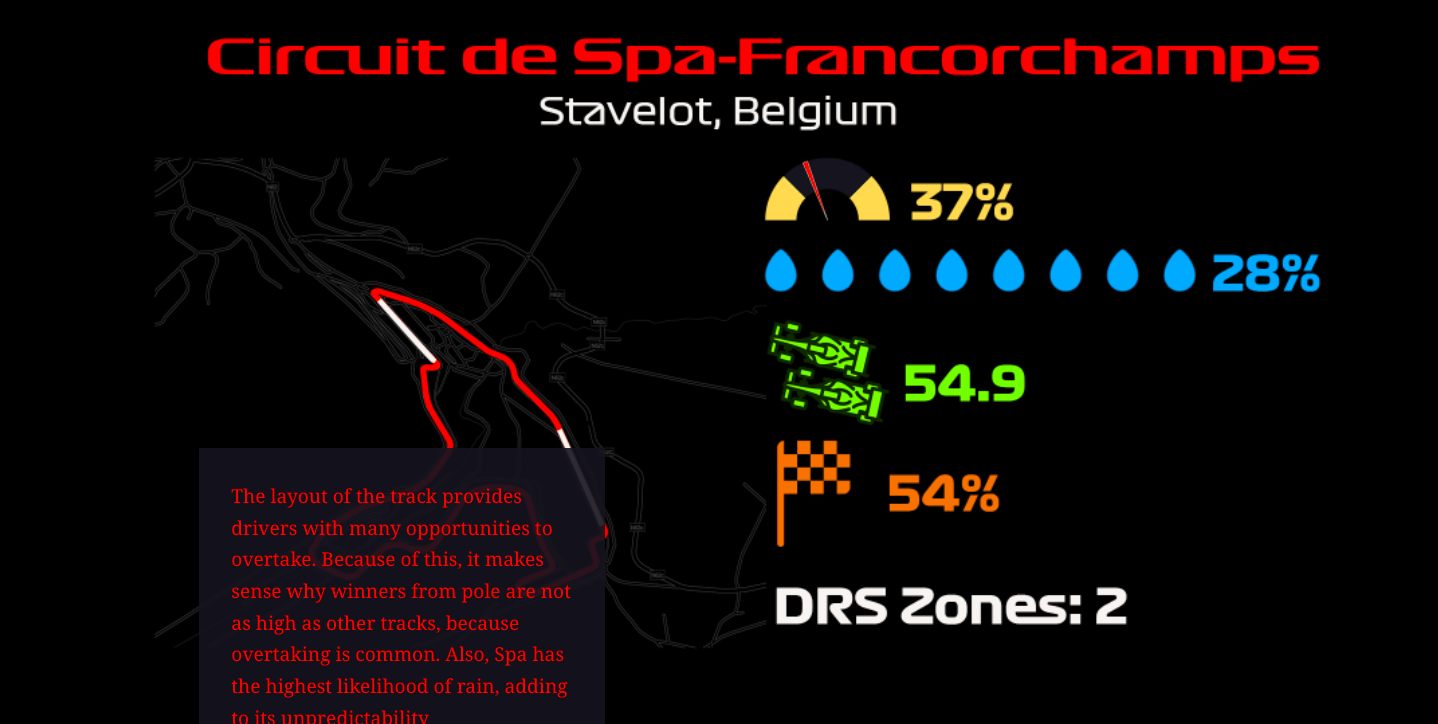 Circuit de Spa-Francorchamps
Stavelot, Belgium
37%
28%
54.9
54%
DRS Zones: 2
The layout of the track provides
drivers with many opportunities to
overtake. Because of this, it makes
sense why winners from pole are not
as high as other tracks, because
overtaking is common. Also, Spa has
the highest likelihood of rain, adding
to its unpredictability